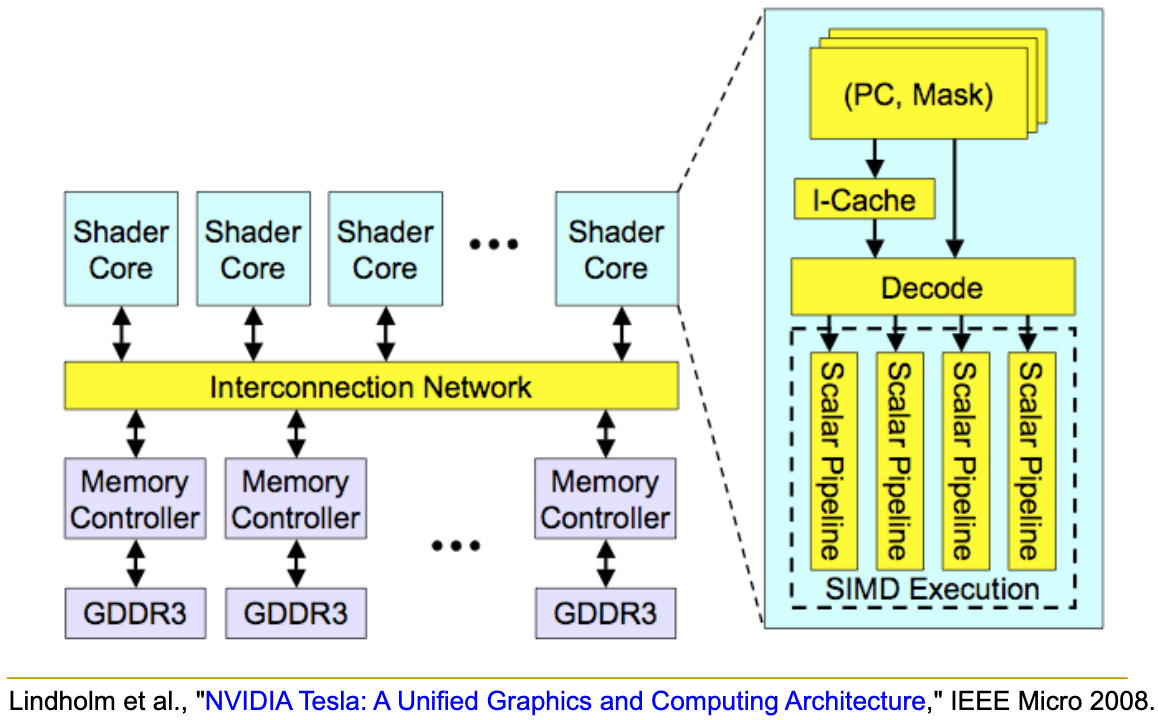 (PC, Mask)
I-Cache
Decode
Scalar Pipeline
Scalar Pipeline
Scalar Pipeline
Scalar Pipeline
SIMD Execution
Shader
Core
Shader
Core
Shader
Core
•••
Shader
Core
Interconnection Network
Memory
Controller
Memory
Controller
•••
Memory
Controller
GDDR3
GDDR3
GDDR3
Lindholm et al., "NVIDIA Tesla: A Unified Graphics and Computing Architecture," IEEE Micro 2008.